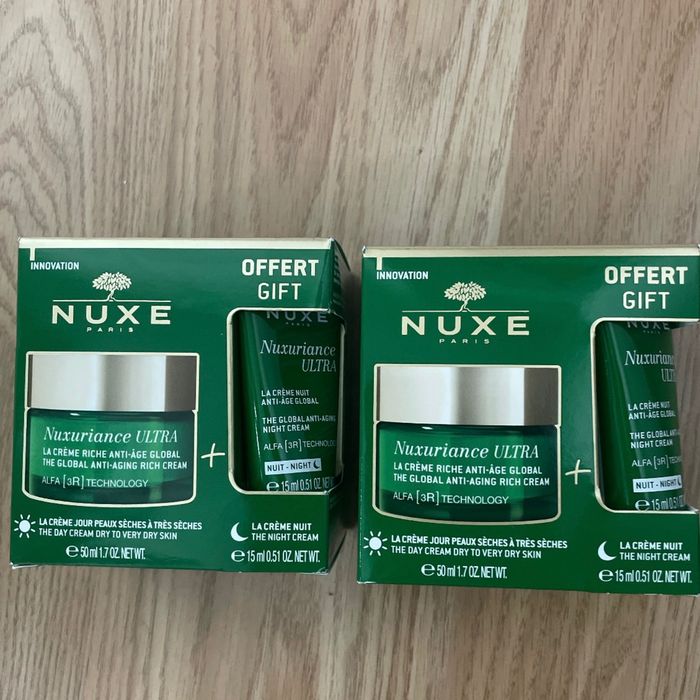 INNOVATION
NUXE
PARIS
OFFERT
GIFT
Nuxuriance ULTRA
LA CRÈME RICHE ANTI-ÂGE GLOBAL
THE GLOBAL ANTI-AGING RICH CREAM
ALFA [3R] TECHNOLOGY
+
NUXE
PARIS
Nuxuriance
ULTRA
LA CRÈME NUIT
ANTI-ÂGE GLOBAL
THE GLOBAL ANTI-AGING
NIGHT CREAM
ALFA [3R] TECHNOLOGY
NUIT - NIGHT
℮ 15 ml 0.51 OZ.
LA CRÈME JOUR PEAUX SÈCHES À TRÈS SÈCHES
THE DAY CREAM DRY TO VERY DRY SKIN
℮ 50 ml 1.7 OZ. NET WT.
LA CRÈME NUIT
THE NIGHT CREAM
℮ 15 ml 0.51 OZ. NET WT.
INNOVATION
NUXE
PARIS
OFFERT
GIFT
Nuxuriance ULTRA
LA CRÈME RICHE ANTI-ÂGE GLOBAL
THE GLOBAL ANTI-AGING RICH CREAM
ALFA [3R] TECHNOLOGY
+
NUXE
PARIS
LA CRÈME NUIT
ANTI-ÂGE GLOBAL
THE GLOBAL ANTI-AGING
NIGHT CREAM
ALFA [3R] TECHNOLOGY
NUIT - NIGHT
℮ 15 ml
LA CRÈME JOUR PEAUX SÈCHES À TRÈS SÈCHES
THE DAY CREAM DRY TO VERY DRY SKIN
℮ 50 ml 1.7 OZ. NET WT.
LA CRÈME NUIT
THE NIGHT CREAM
℮ 15 ml 0.51 OZ. NET WT.